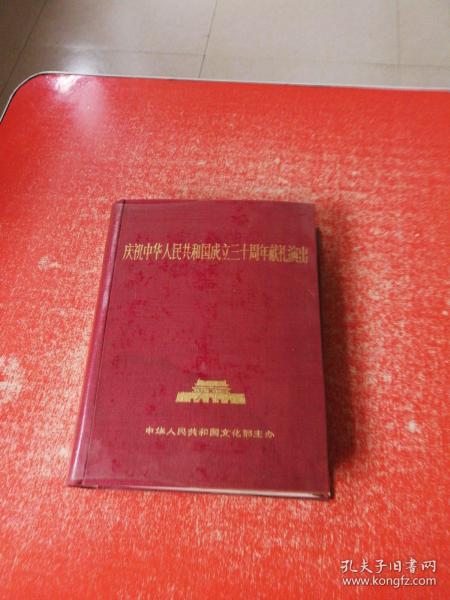 庆祝中华人民共和国成立三十周年献礼演出
中华人民共和国文化部主办
孔夫子旧书网
www.kongfz.com